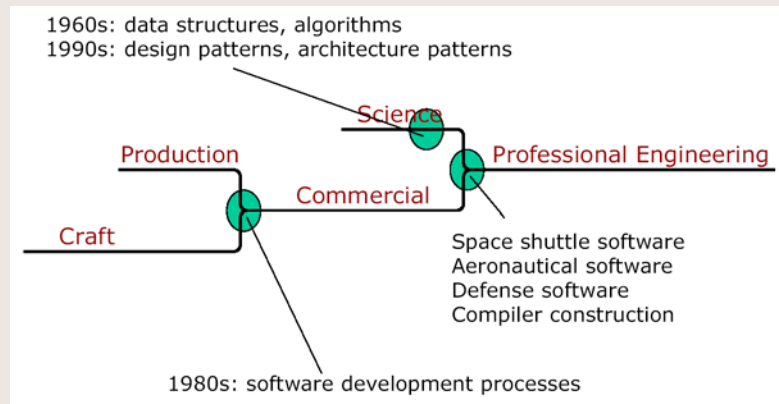 1960s: data structures, algorithms
1990s: design patterns, architecture patterns
Science
Production
Professional Engineering
Commercial
Craft
Space shuttle software
Aeronautical software
Defense software
Compiler construction
1980s: software development processes